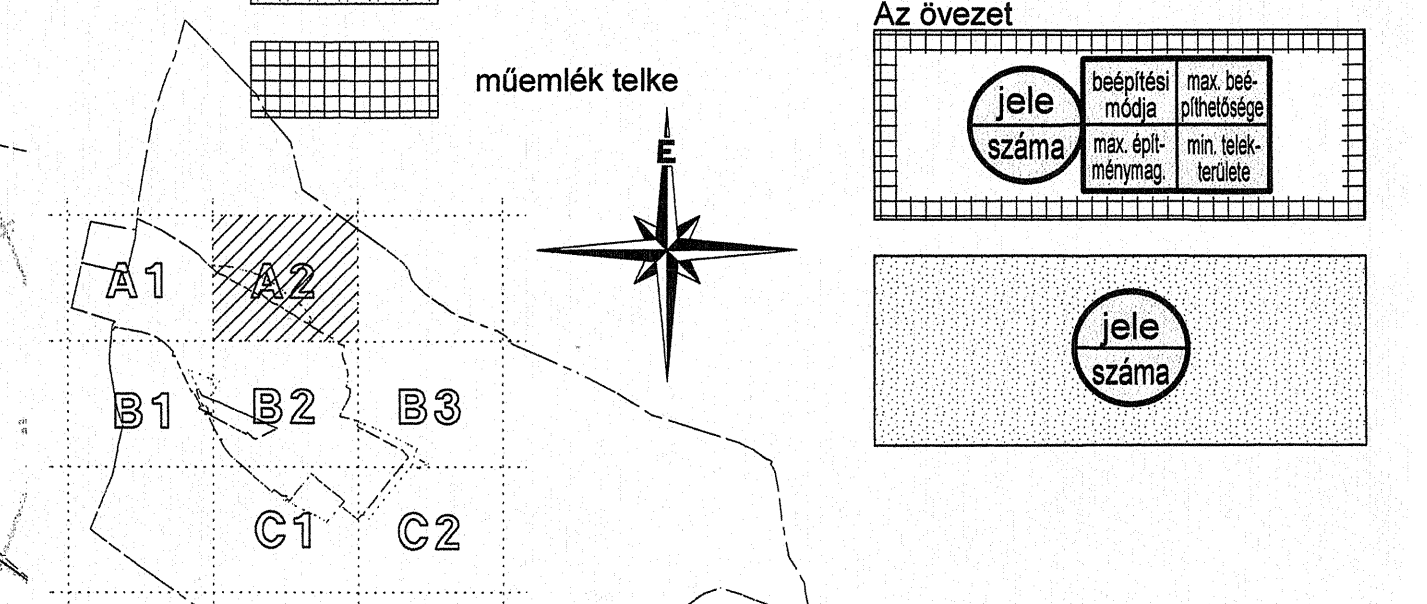 Az övezet
műemlék telke
jele
száma
beépítési
módja
max. beé-
píthetősége
max. épít-
ménymag.
min. telek-
területe
É
A1
A2
jele
száma
B1
B2
B3
C1
C2